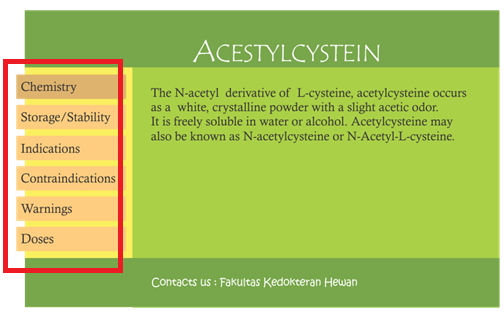 ACESTYLCYSTEIN
Chemistry
Storage/Stability
Indications
Contraindications
Warnings
Doses
The N-acetyl derivative of L-cysteine, acetylcysteine occurs
as a white, crystalline powder with a slight acetic odor.
It is freely soluble in water or alcohol. Acetylcysteine may
also be known as N-acetylcysteine or N-Acetyl-L-cysteine.
Contacts us : Fakultas Kedokteran Hewan